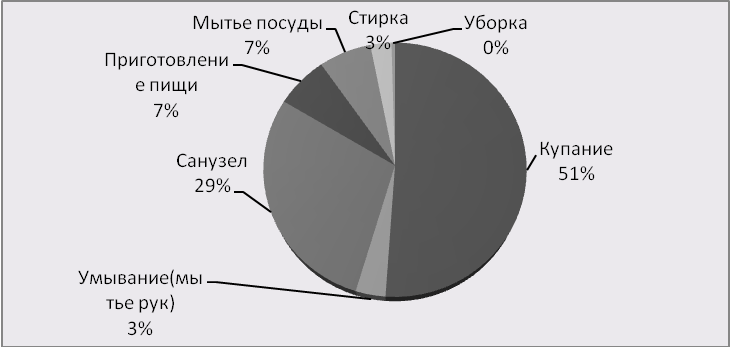 Мытье посуды
7%
Стирка
3%
Уборка
0%
Приготовлени
е пищи
7%
Купание
51%
Санузел
29%
Умывание(мы
тье рук)
3%